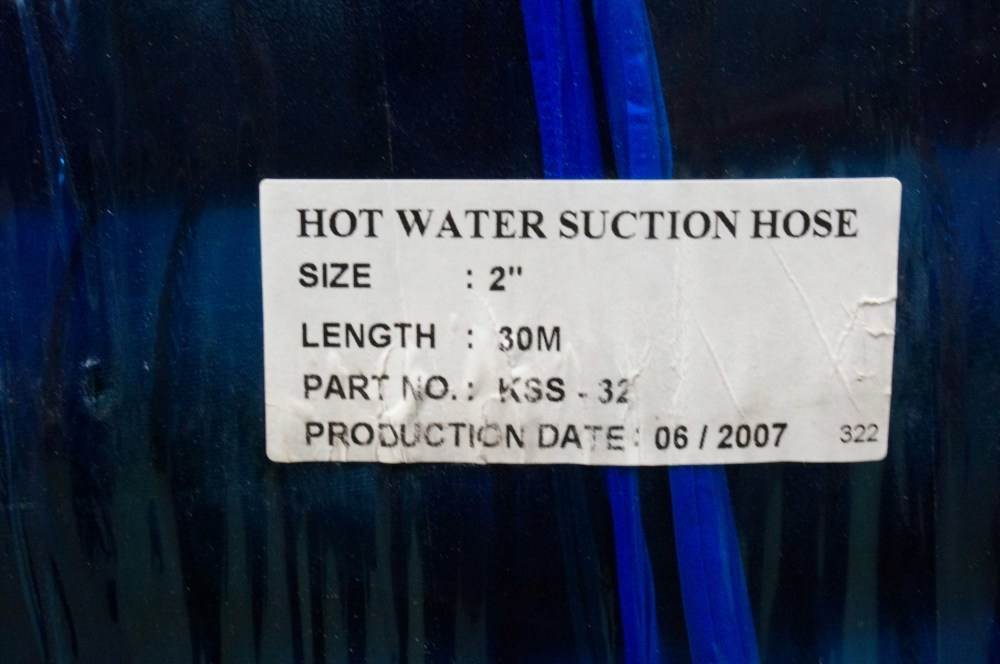 HOT WATER SUCTION HOSE
SIZE : 2"
LENGTH : 30M
PART NO. : KSS - 32
PRODUCTION DATE : 06 / 2007 322